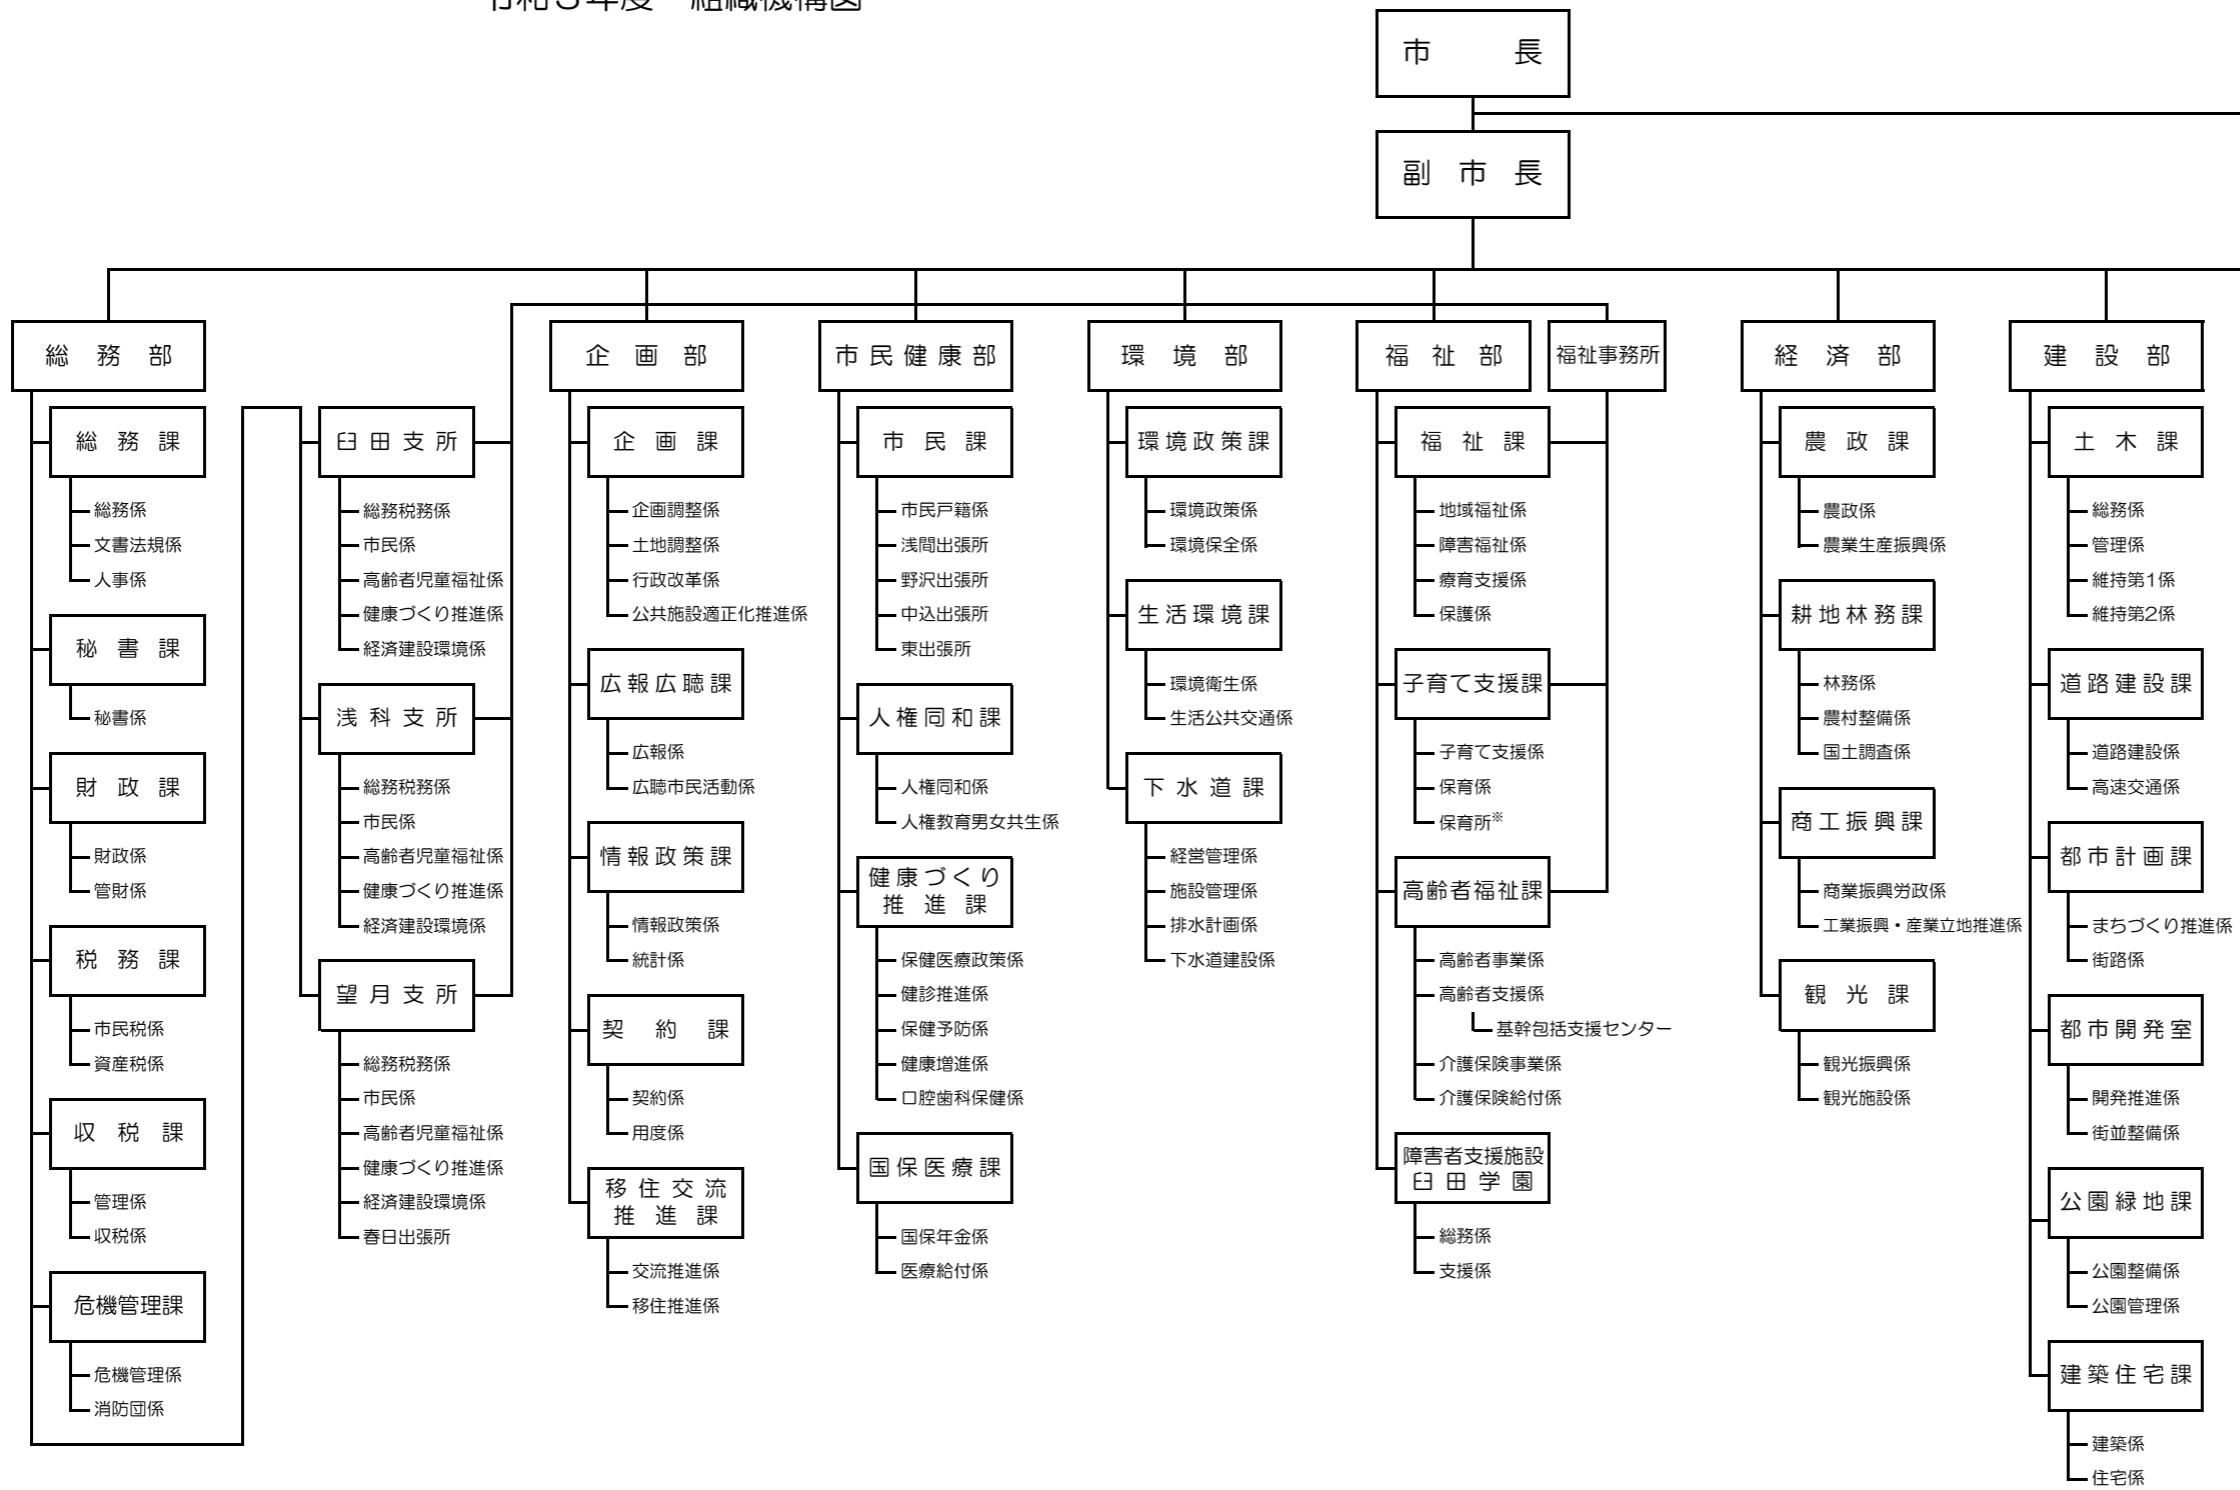 令和3年度 組織機構図
市長
副市長
総務部
総務課
総務係
文書法規係
人事係
秘書課
秘書係
財政課
財政係
管財係
税務課
市民税係
資産税係
収税課
管理係
収税係
危機管理課
危機管理係
消防団係
臼田支所
総務税務係
市民係
高齢者児童福祉係
健康づくり推進係
経済建設環境係
浅科支所
総務税務係
市民係
高齢者児童福祉係
健康づくり推進係
経済建設環境係
望月支所
総務税務係
市民係
高齢者児童福祉係
健康づくり推進係
経済建設環境係
春日出張所
企画部
企画課
企画調整係
土地調整係
行政改革係
公共施設適正化推進係
広報広聴課
広報係
広聴市民活動係
情報政策課
情報政策係
統計係
契約課
契約係
用度係
移住交流
推進課
交流推進係
移住推進係
市民健康部
市民課
市民戸籍係
浅間出張所
野沢出張所
中込出張所
東出張所
人権同和課
人権同和係
人権教育男女共生係
健康づくり
推進課
保健医療政策係
健診推進係
保健予防係
健康増進係
口腔歯科保健係
国保医療課
国保年金係
医療給付係
環境部
環境政策課
環境政策係
環境保全係
生活環境課
環境衛生係
生活公共交通係
下水道課
経営管理係
施設管理係
排水計画係
下水道建設係
福祉部
福祉事務所
福祉課
地域福祉係
障害福祉係
療育支援係
保護係
子育て支援課
子育て支援係
保育係
保育所※
高齢者福祉課
高齢者事業係
高齢者支援係
基幹包括支援センター
介護保険事業係
介護保険給付係
障害者支援施設
臼田学園
総務係
支援係
経済部
農政課
農政係
農業生産振興係
耕地林務課
林務係
農村整備係
国土調査係
商工振興課
商業振興労政係
工業振興・産業立地推進係
観光課
観光振興係
観光施設係
建設部
土木課
総務係
管理係
維持第1係
維持第2係
道路建設課
道路建設係
高速交通係
都市計画課
まちづくり推進係
街路係
都市開発室
開発推進係
街並整備係
公園緑地課
公園整備係
公園管理係
建築住宅課
建築係
住宅係